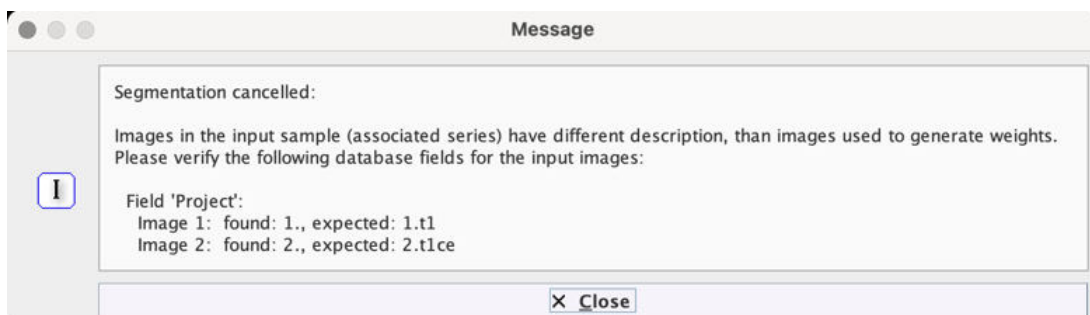 Message
Segmentation cancelled:
Images in the input sample (associated series) have different description, than images used to generate weights.
Please verify the following database fields for the input images:
I
Field 'Project':
Image 1: found: 1., expected: 1.t1
Image 2: found: 2., expected: 2.t1ce
X Close